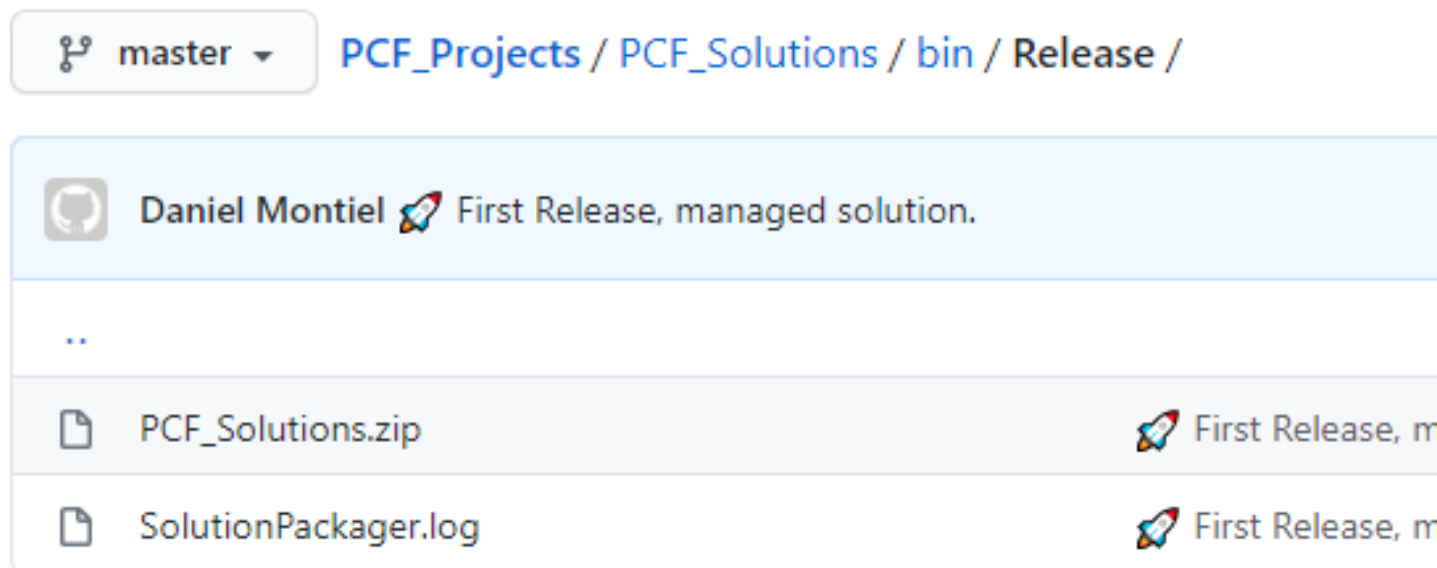 master PCF_Projects / PCF_Solutions / bin / Release /
Daniel Montiel 🚀 First Release, managed solution.
..
PCF_Solutions.zip 🚀 First Release, m
SolutionPackager.log 🚀 First Release, m